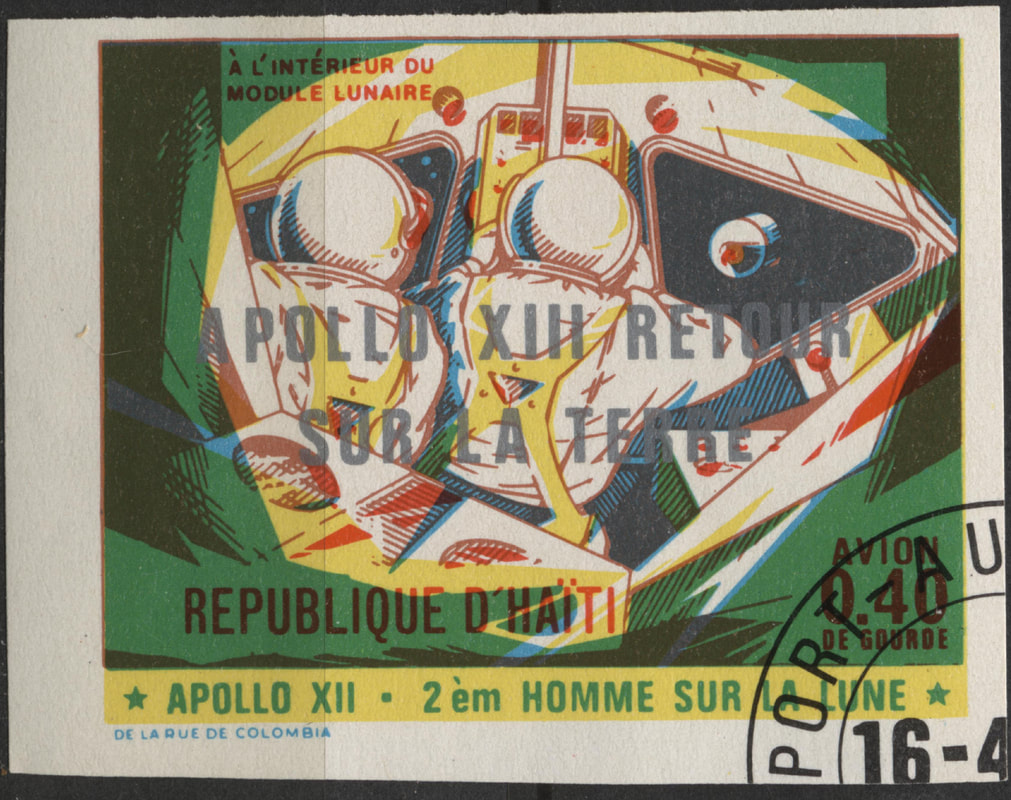 À L'INTÉRIEUR DU
MODULE LUNAIRE
APOLLO XIII RETOUR
SUR LA TERRE
AVION
0.40
DE GOURDE
REPUBLIQUE D'HAÏTI
★ APOLLO XII · 2èm HOMME SUR LA LUNE ★
DE LA RUE DE COLOMBIA
PORT-AU
16-4